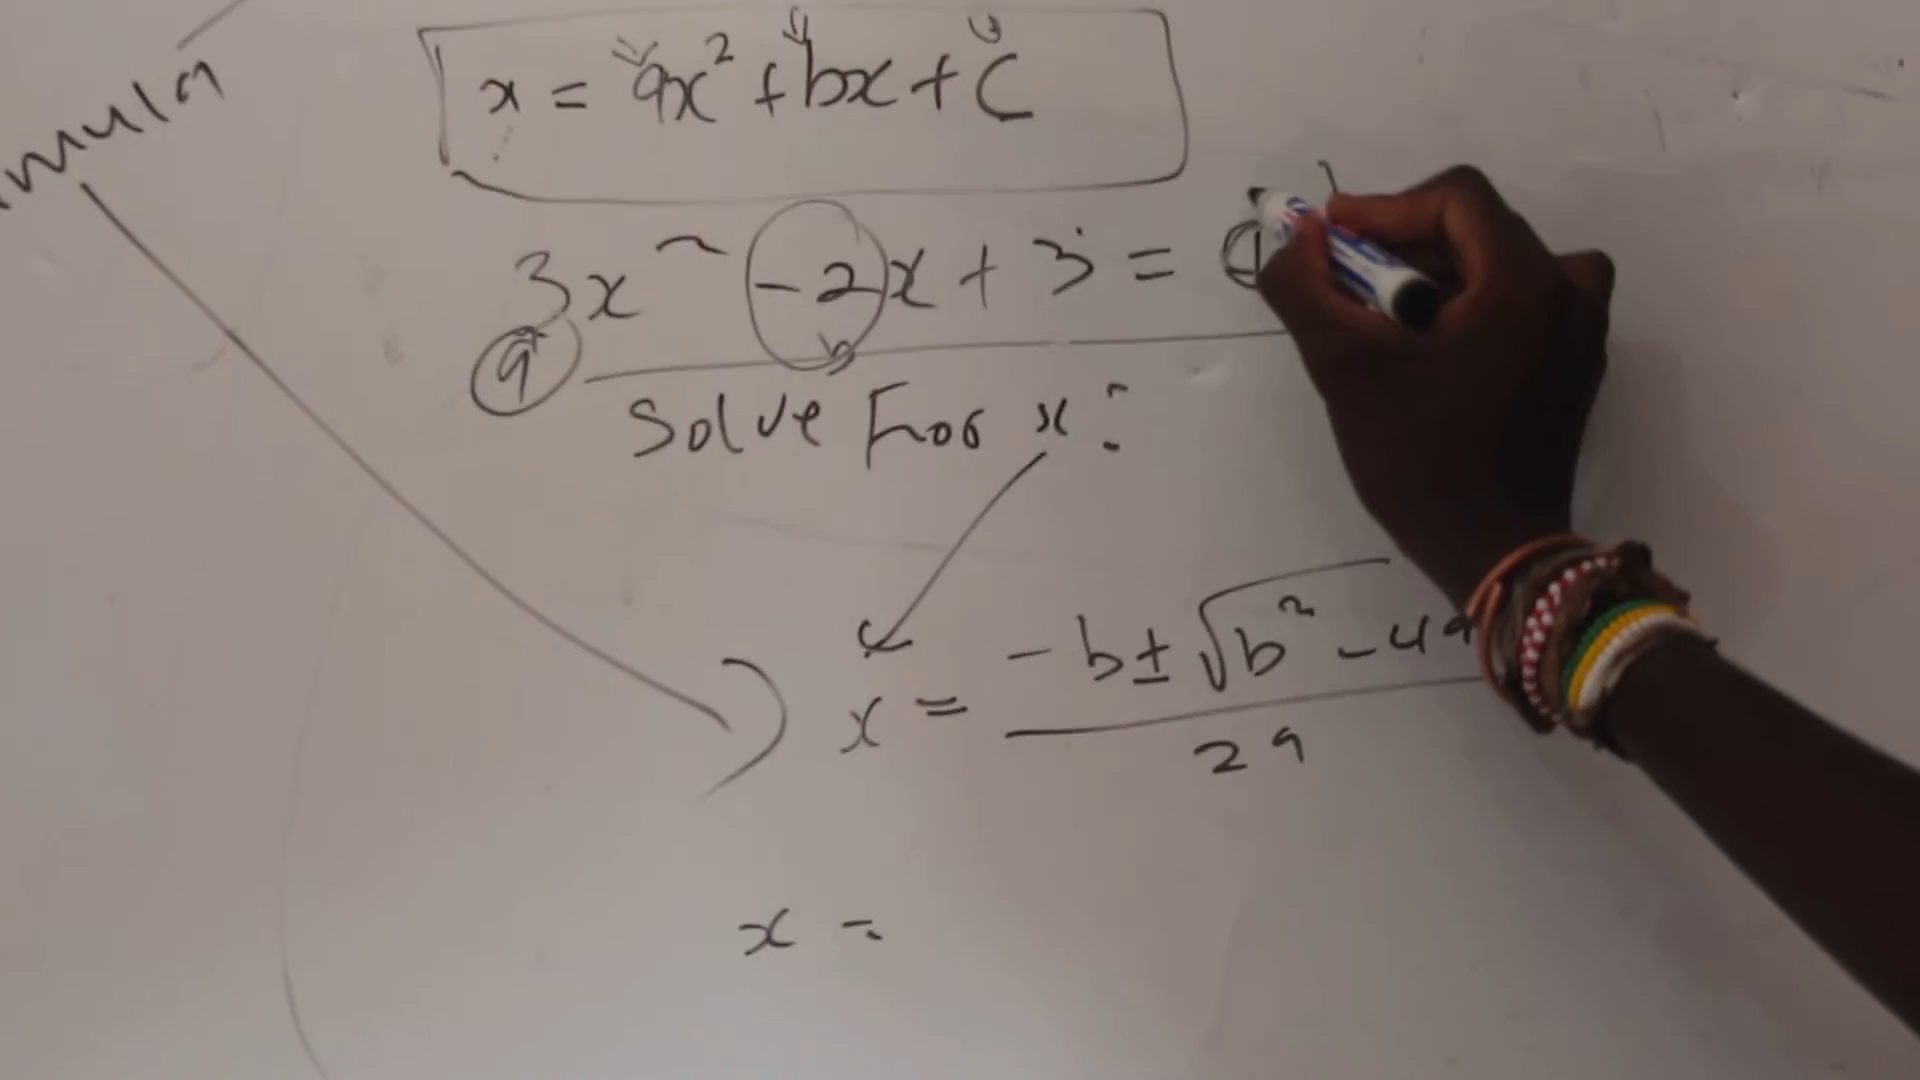 mula
x = ax² + bx + c
3x² - 2x + 3 =
a
b
Solve For x:
x = -b ± √b² - 4a
2a
x =